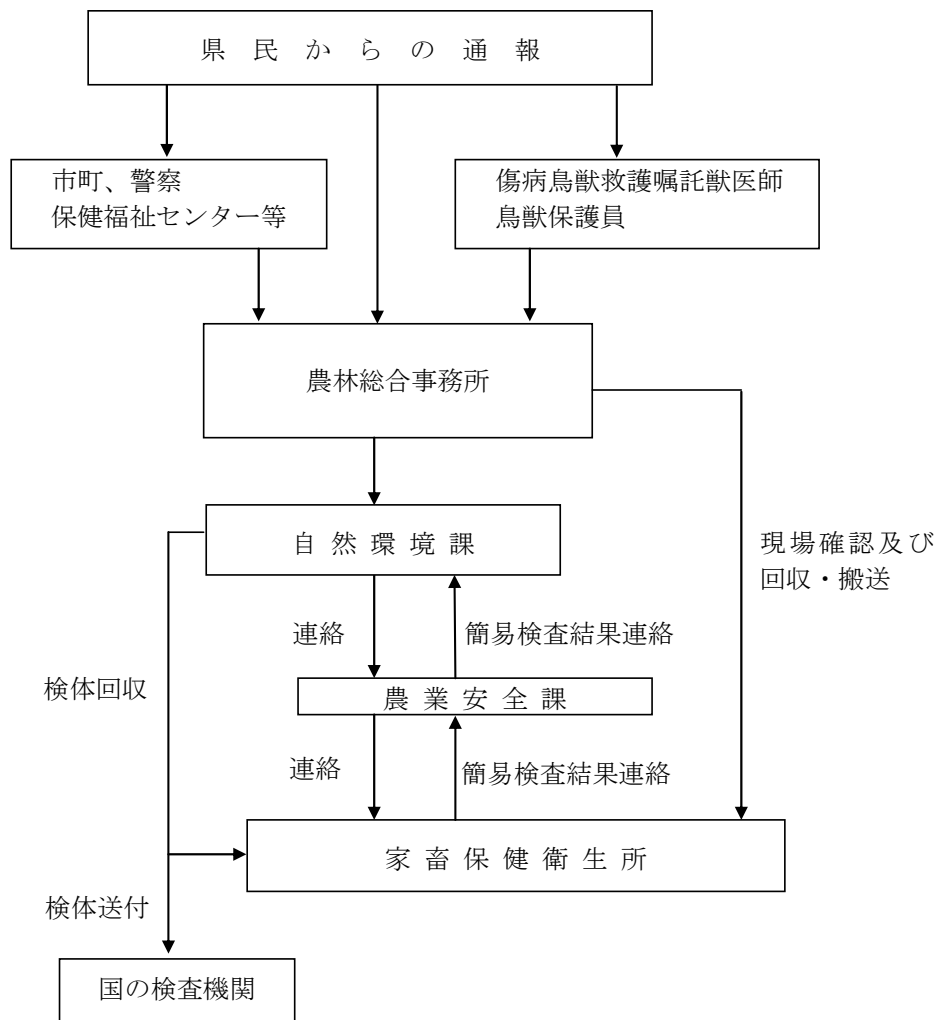 県民からの通報
市町、警察
保健福祉センター等
傷病鳥獣救護嘱託獣医師
鳥獣保護員
農林総合事務所
自然環境課
現場確認及び
回収・搬送
連絡
簡易検査結果連絡
検体回収
農業安全課
連絡
簡易検査結果連絡
家畜保健衛生所
検体送付
国の検査機関